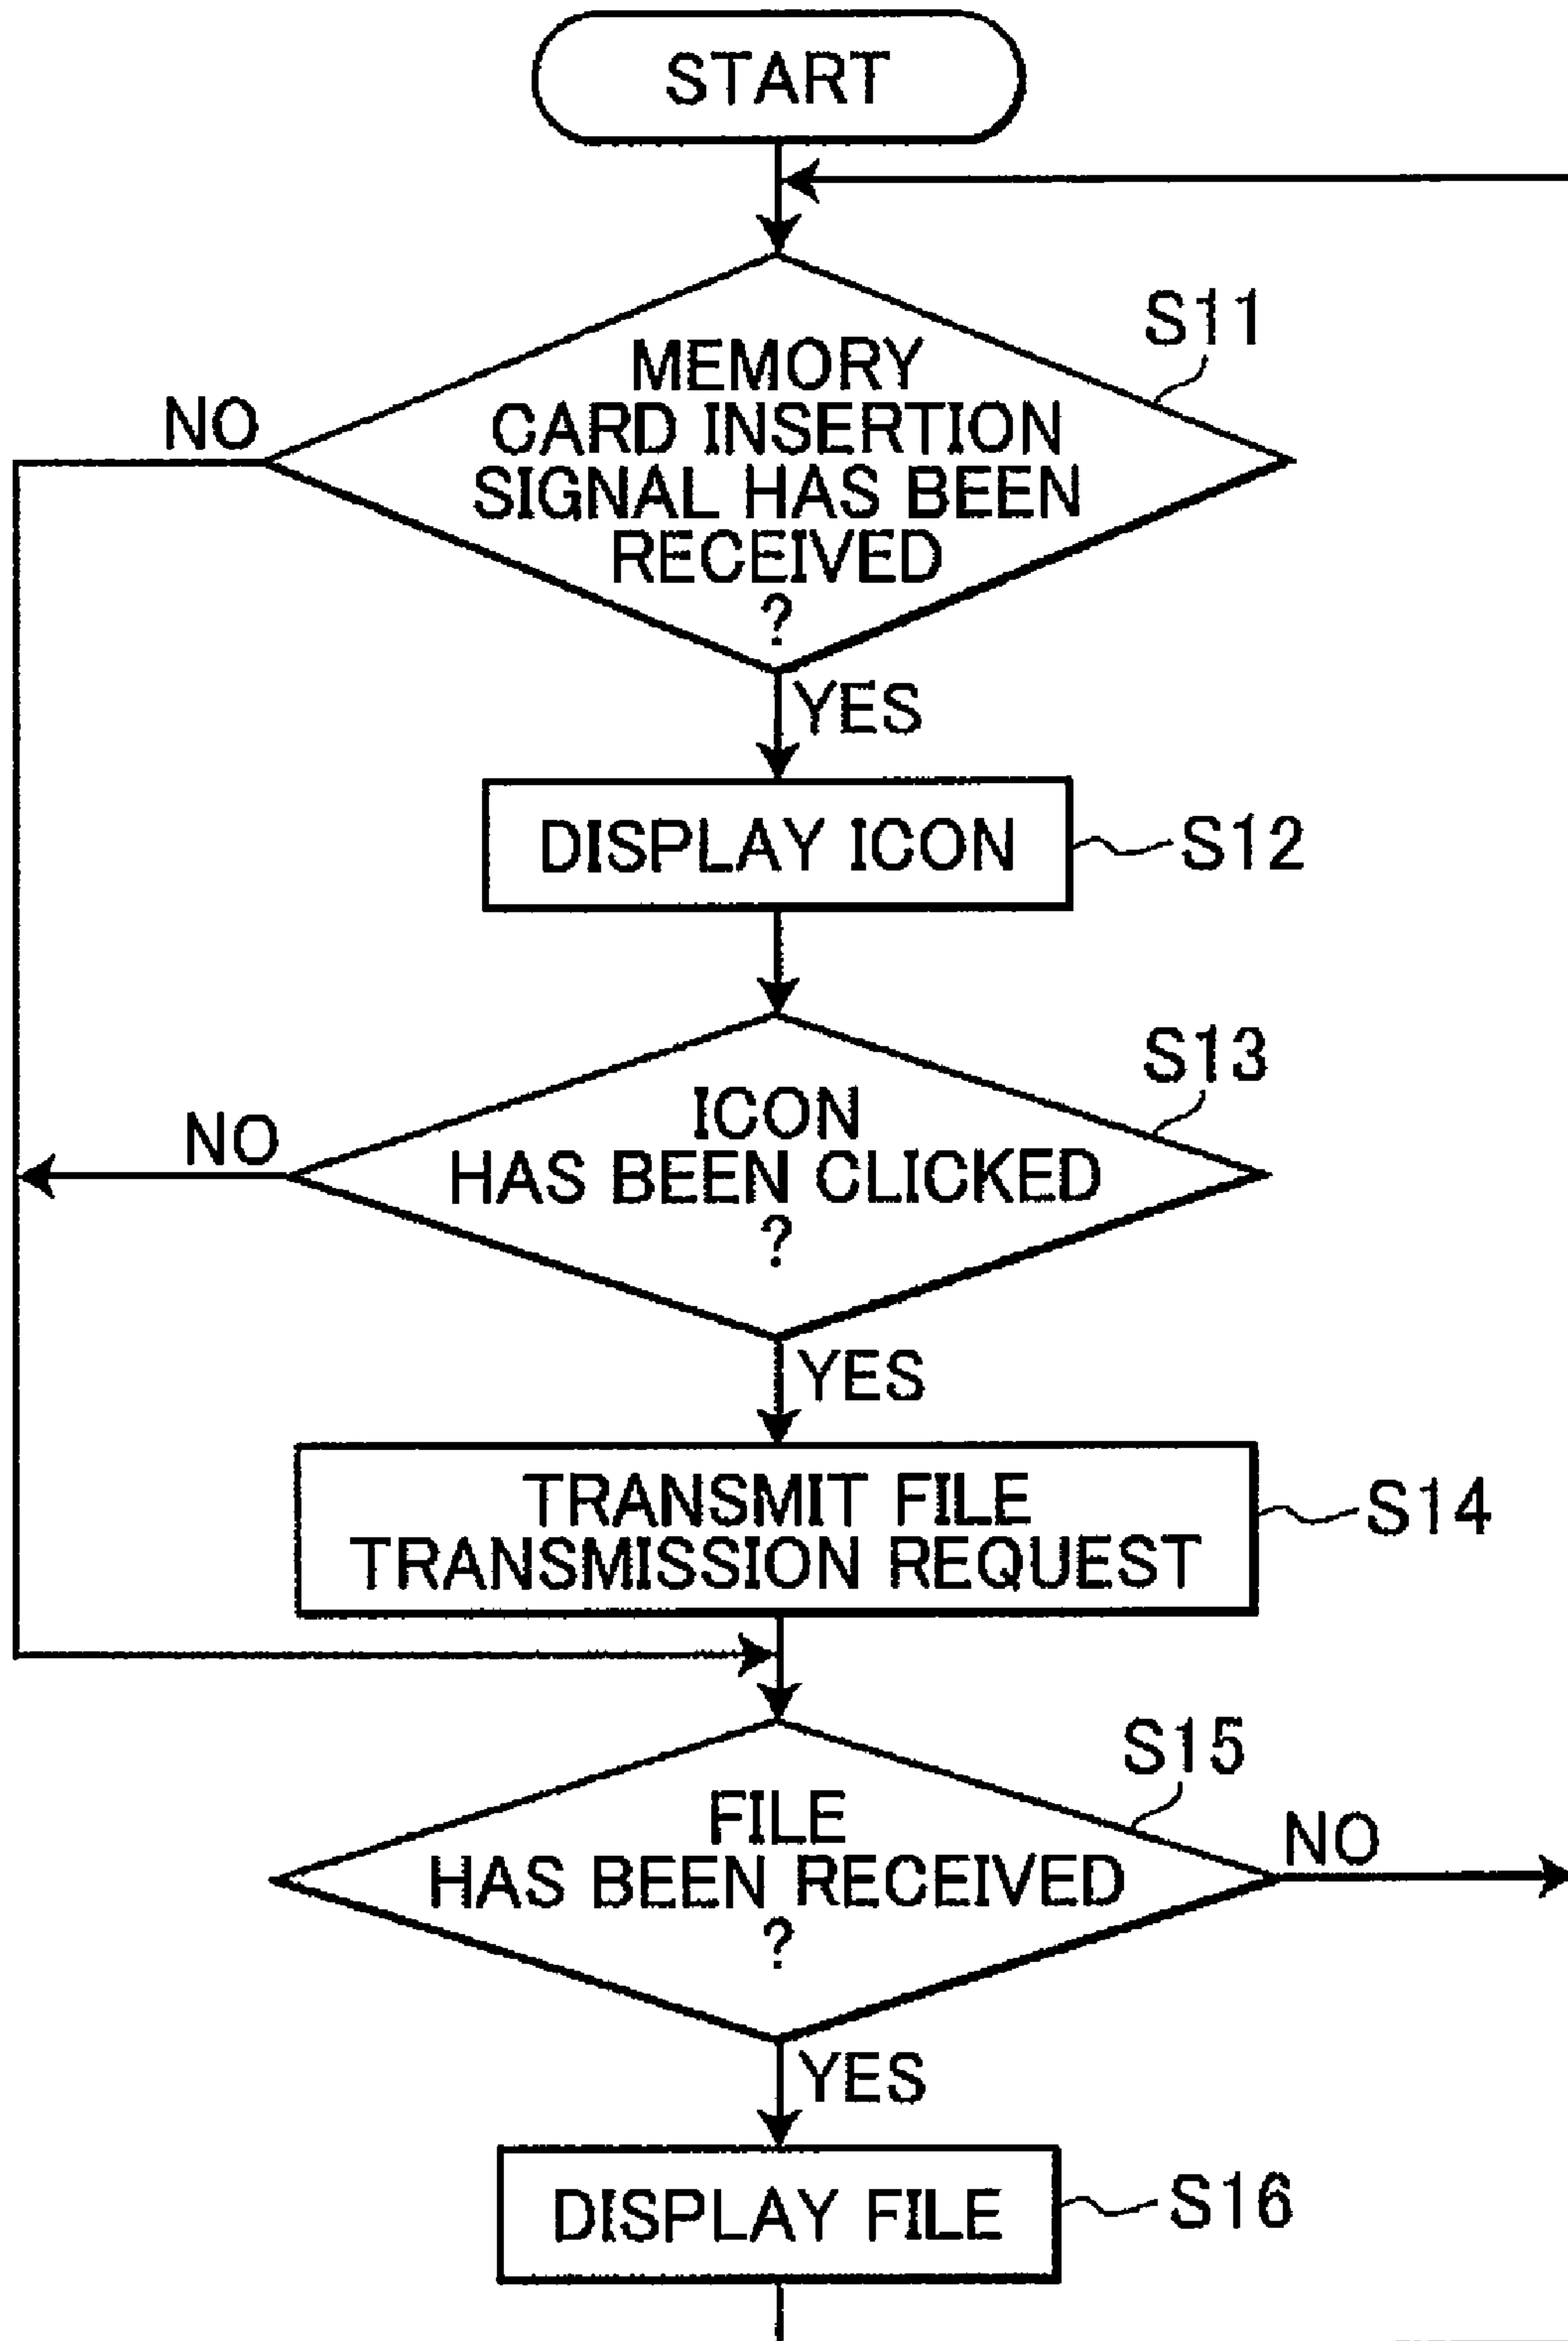 START
S11
MEMORY
NO
CARD INSERTION
SIGNAL HAS BEEN
RECEIVED
?
YES
DISPLAY ICON
S12
S13
ICON
NO
HAS BEEN CLICKED
?
YES
TRANSMIT FILE
S14
TRANSMISSION REQUEST
S15
FILE
NO
HAS BEEN RECEIVED
?
YES
DISPLAY FILE
S16